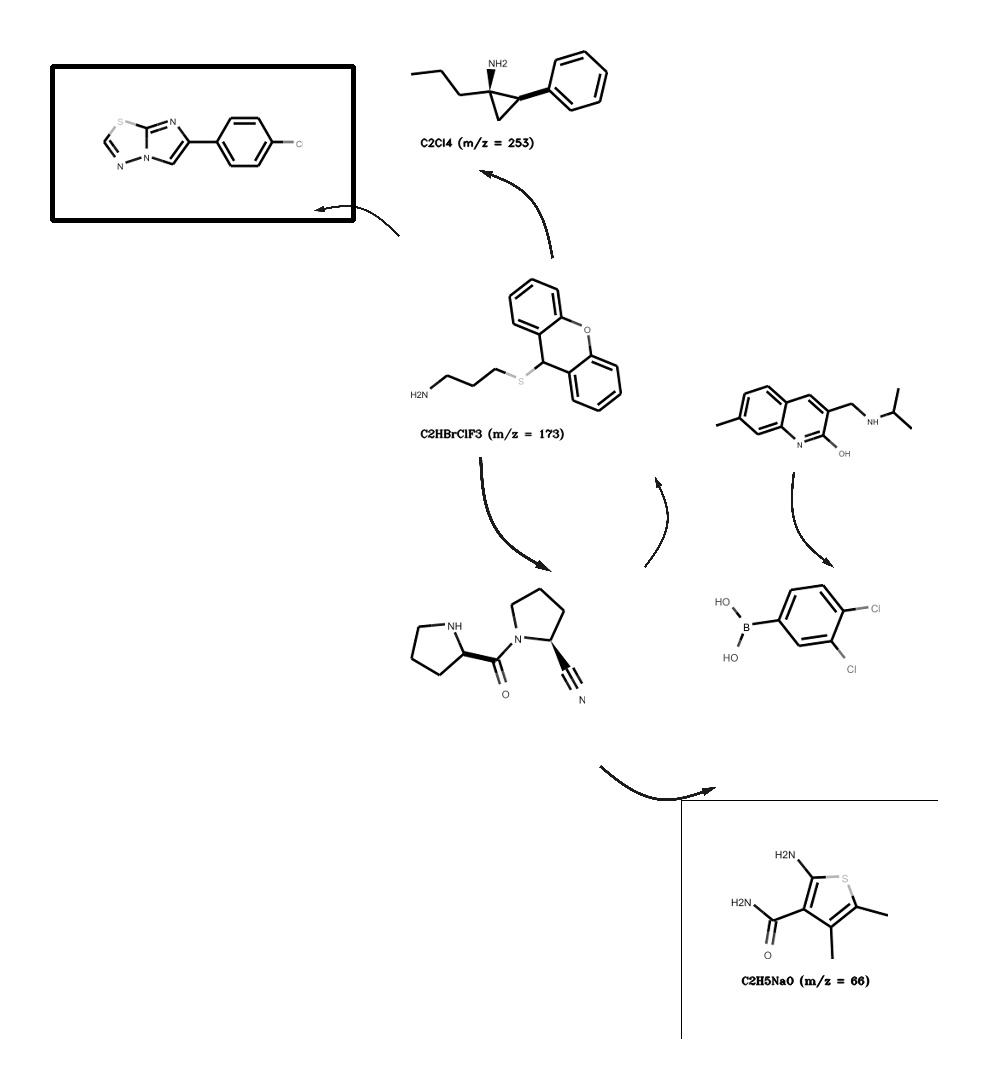 NH2
C2Cl4 (m/z = 253)
S
N
N
N
Cl
O
S
H2N
C2HBrClF3 (m/z = 173)
N
OH
NH
NH
N
O
N
HO
B
HO
Cl
Cl
H2N
S
H2N
O
C2H5NaO (m/z = 66)